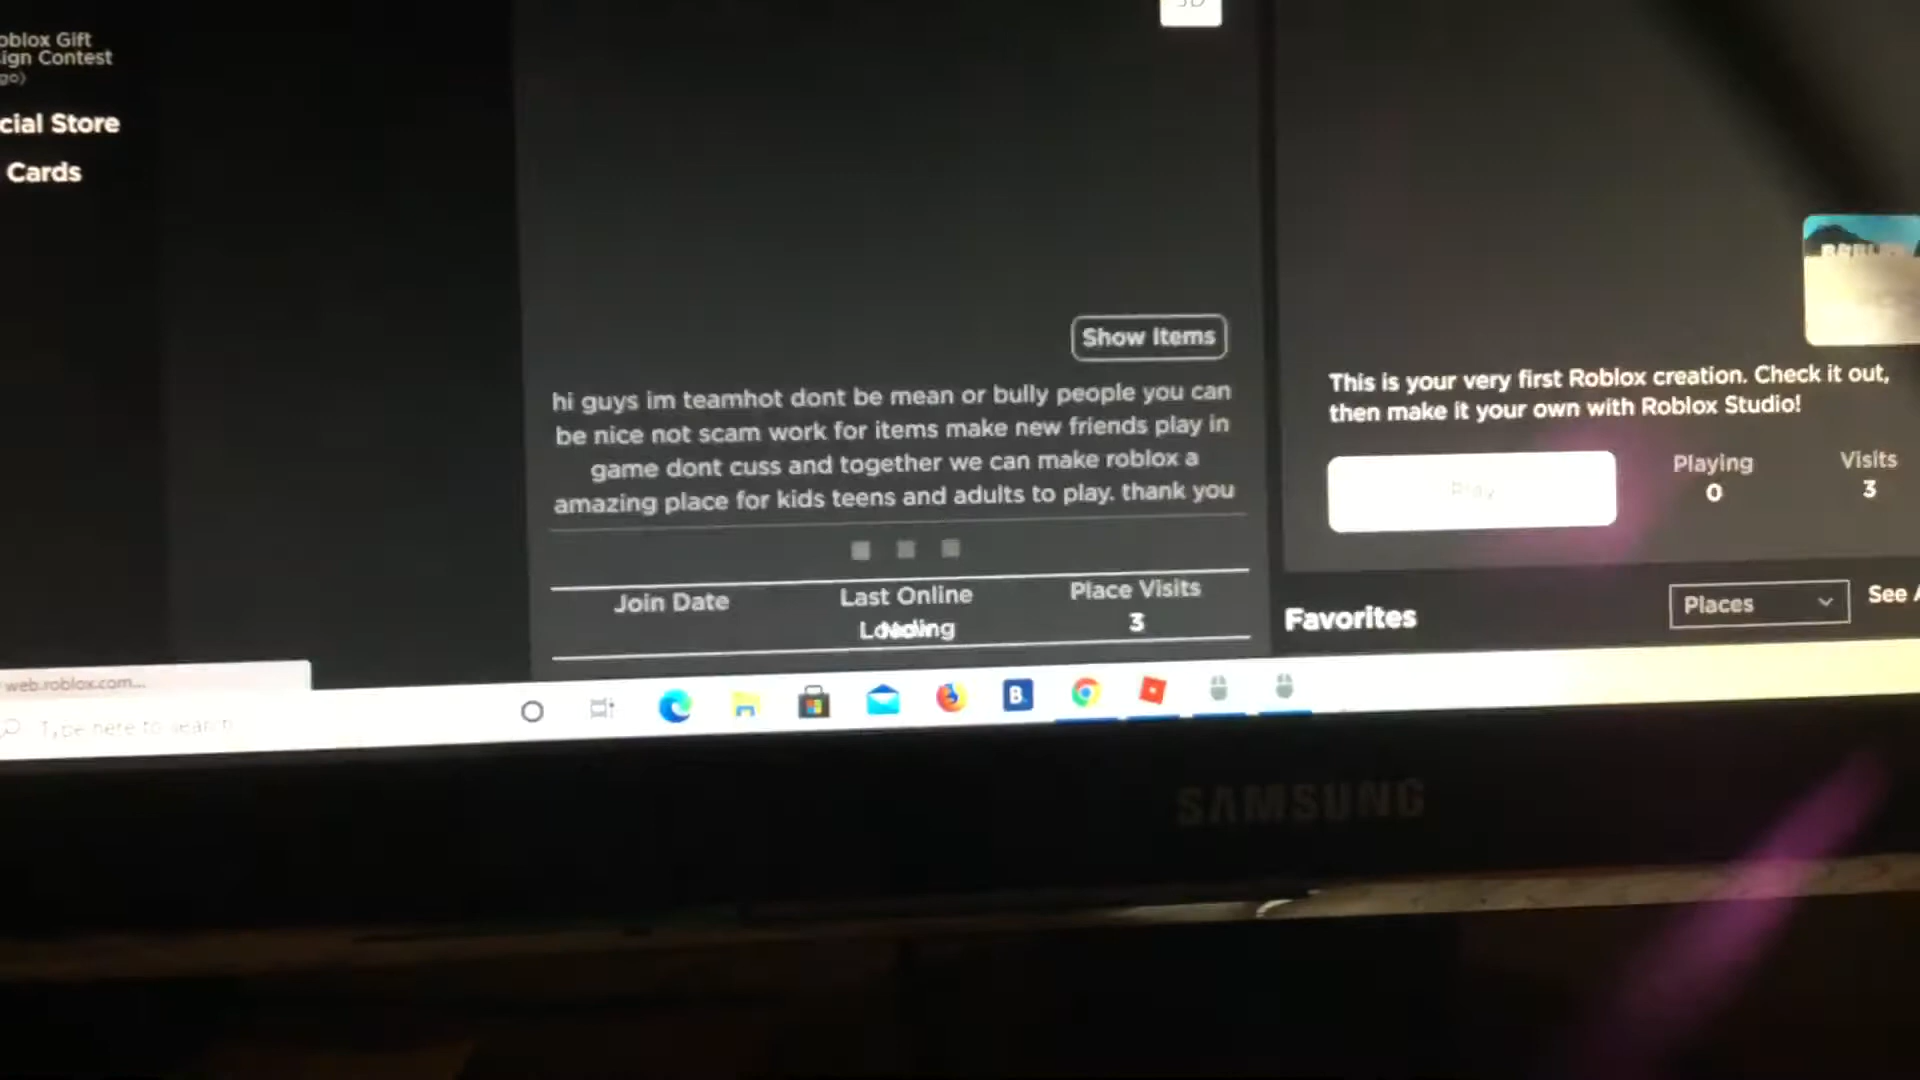 oblox Gift
ign Contest
go)
cial Store
Cards
3D
Show Items
hi guys im teamhot dont be mean or bully people you can
be nice not scam work for items make new friends play in
game dont cuss and together we can make roblox a
amazing place for kids teens and adults to play. thank you
Join Date
Last Online
Place Visits
3
This is your very first Roblox creation. Check it out,
then make it your own with Roblox Studio!
Play
Playing
0
Visits
3
Favorites
Places
See A
web.roblox.com...
Type here to search
B.
SAMSUNG